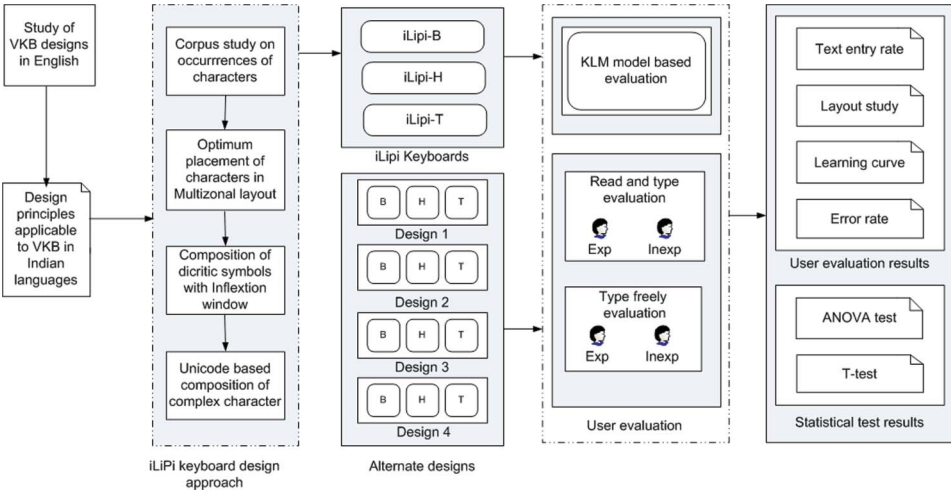 Study of
VKB designs
in English
Design
principles
applicable
to VKB in
Indian
languages
Corpus study on
occurrrences of
characters
Optimum
placement of
characters in
Multizonal layout
Composition of
dicritic symbols
with Inflextion
window
Unicode based
composition of
complex character
iLiPi keyboard design
approach
iLipi-B
iLipi-H
iLipi-T
iLipi Keyboards
B H T
Design 1
B H T
Design 2
B H T
Design 3
B H T
Design 4
Alternate designs
KLM model based
evaluation
Read and type
evaluation
Exp Inexp
Type freely
evaluation
Exp Inexp
User evaluation
Text entry rate
Layout study
Learning curve
Error rate
User evaluation results
ANOVA test
T-test
Statistical test results